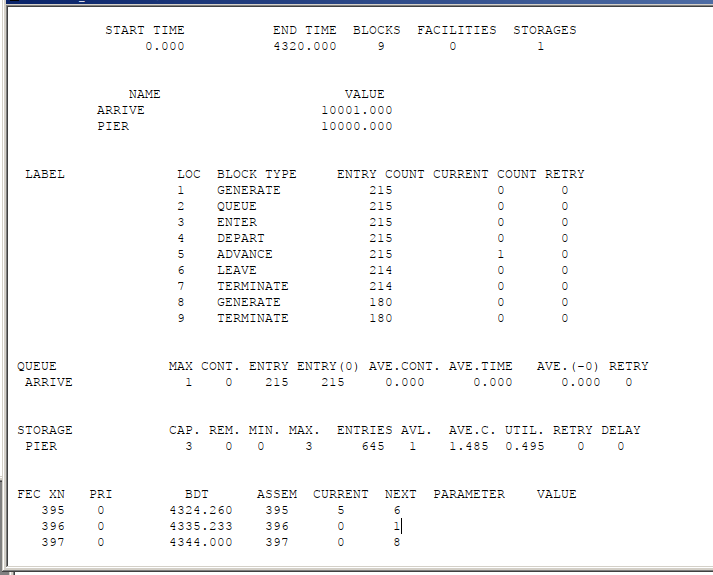 START TIME END TIME BLOCKS FACILITIES STORAGES
0.000 4320.000 9 0 1
NAME VALUE
ARRIVE 10001.000
PIER 10000.000
LABEL LOC BLOCK TYPE ENTRY COUNT CURRENT COUNT RETRY
1 GENERATE 215 0 0
2 QUEUE 215 0 0
3 ENTER 215 0 0
4 DEPART 215 0 0
5 ADVANCE 215 1 0
6 LEAVE 214 0 0
7 TERMINATE 214 0 0
8 GENERATE 180 0 0
9 TERMINATE 180 0 0
QUEUE MAX CONT. ENTRY ENTRY(0) AVE.CONT. AVE.TIME AVE.(-0) RETRY
ARRIVE 1 0 215 215 0.000 0.000 0.000 0
STORAGE CAP. REM. MIN. MAX. ENTRIES AVL. AVE.C. UTIL. RETRY DELAY
PIER 3 0 0 3 645 1 1.485 0.495 0 0
FEC XN PRI BDT ASSEM CURRENT NEXT PARAMETER VALUE
395 0 4324.260 395 5 6
396 0 4335.233 396 0 1
397 0 4344.000 397 0 8